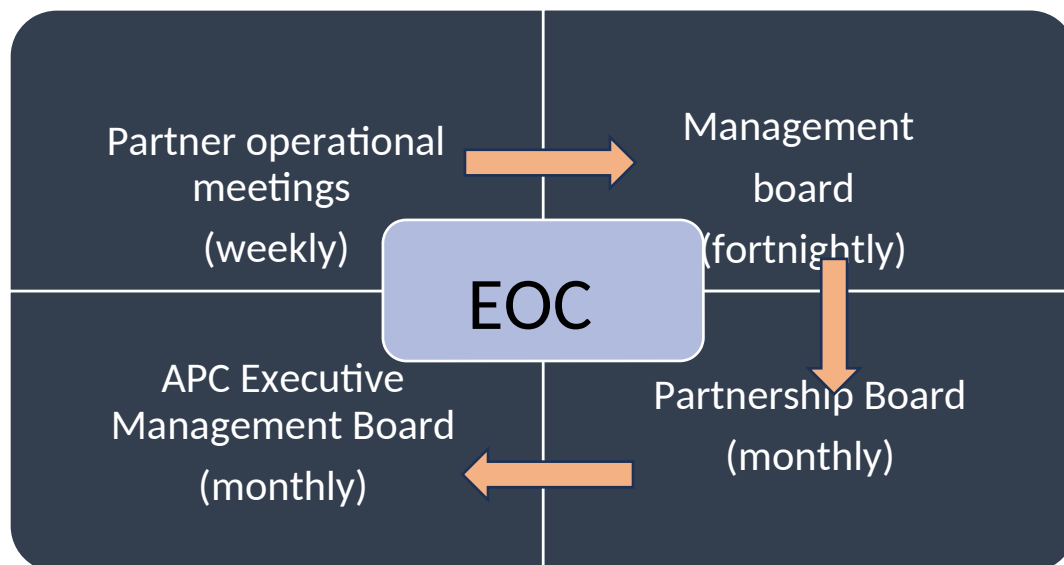 Partner operational
meetings
(weekly)
Management
board
(fortnightly)
EOC
APC Executive
Management Board
(monthly)
Partnership Board
(monthly)